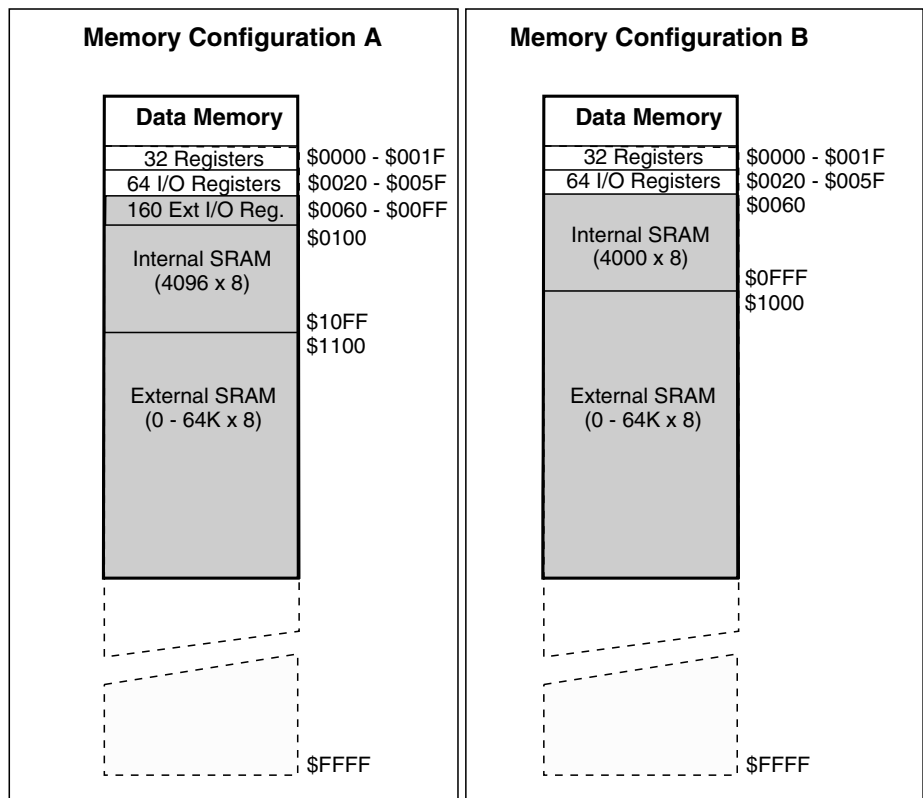 Memory Configuration A
Data Memory
32 Registers
$0000 - $001F
64 I/O Registers
$0020 - $005F
160 Ext I/O Reg.
$0060 - $00FF
$0100
Internal SRAM
(4096 x 8)
$10FF
$1100
External SRAM
(0 - 64K x 8)
$FFFF
Memory Configuration B
Data Memory
32 Registers
$0000 - $001F
64 I/O Registers
$0020 - $005F
$0060
Internal SRAM
(4000 x 8)
$0FFF
$1000
External SRAM
(0 - 64K x 8)
$FFFF